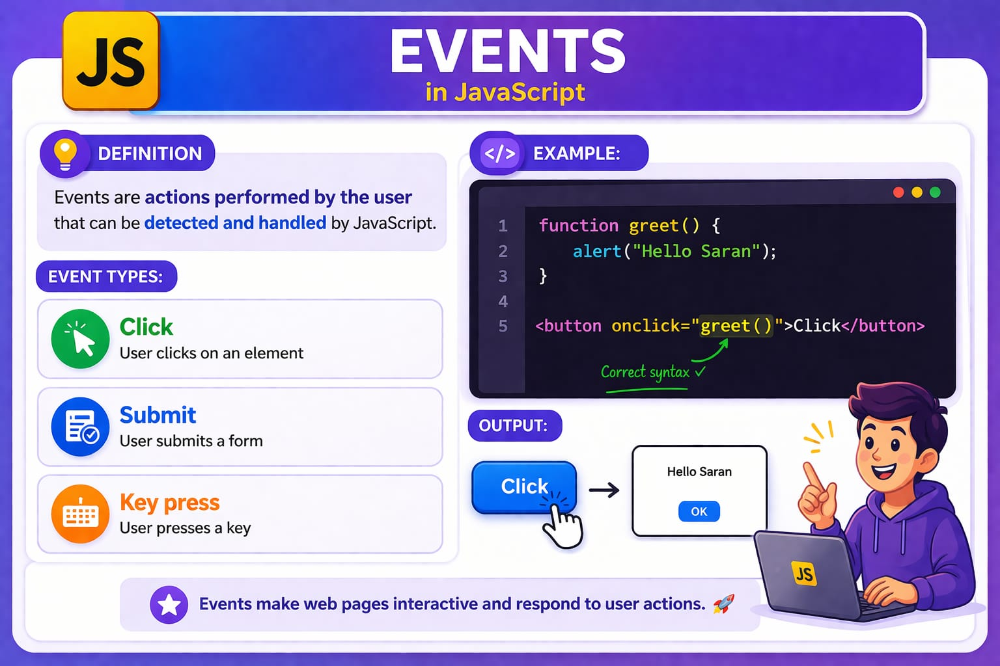 JS
EVENTS
in JavaScript
DEFINITION
Events are actions performed by the user
that can be detected and handled by JavaScript.
EVENT TYPES:
Click
User clicks on an element
Submit
User submits a form
Key press
User presses a key
</> EXAMPLE:
1 function greet() {
2 alert("Hello Saran");
3 }
4
5 <button onclick="greet()">Click</button>
Correct syntax ✓
OUTPUT:
Click
Hello Saran
OK
JS
Events make web pages interactive and respond to user actions. 🚀